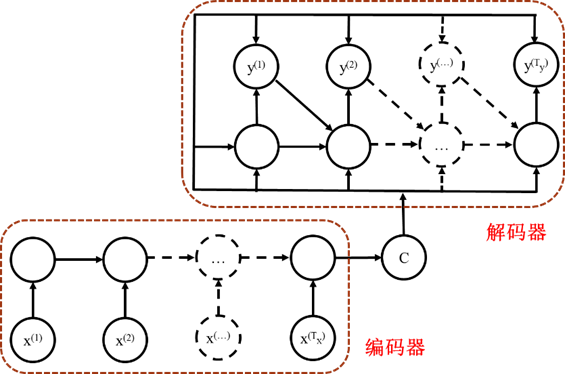 y(1) y(2) y(...) y(Ty)
...
解码器
... C
x(1) x(2) x(...) x(Tx)
编码器